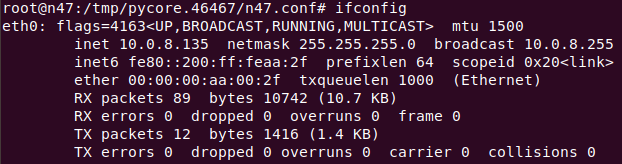 root@n47:/tmp/pycore.46467/n47.conf# ifconfig
eth0: flags=4163<UP,BROADCAST,RUNNING,MULTICAST>  mtu 1500
        inet 10.0.8.135  netmask 255.255.255.0  broadcast 10.0.8.255
        inet6 fe80::200:ff:feaa:2f  prefixlen 64  scopeid 0x20<link>
        ether 00:00:00:aa:00:2f  txqueuelen 1000  (Ethernet)
        RX packets 89  bytes 10742 (10.7 KB)
        RX errors 0  dropped 0  overruns 0  frame 0
        TX packets 12  bytes 1416 (1.4 KB)
        TX errors 0  dropped 0 overruns 0  carrier 0  collisions 0